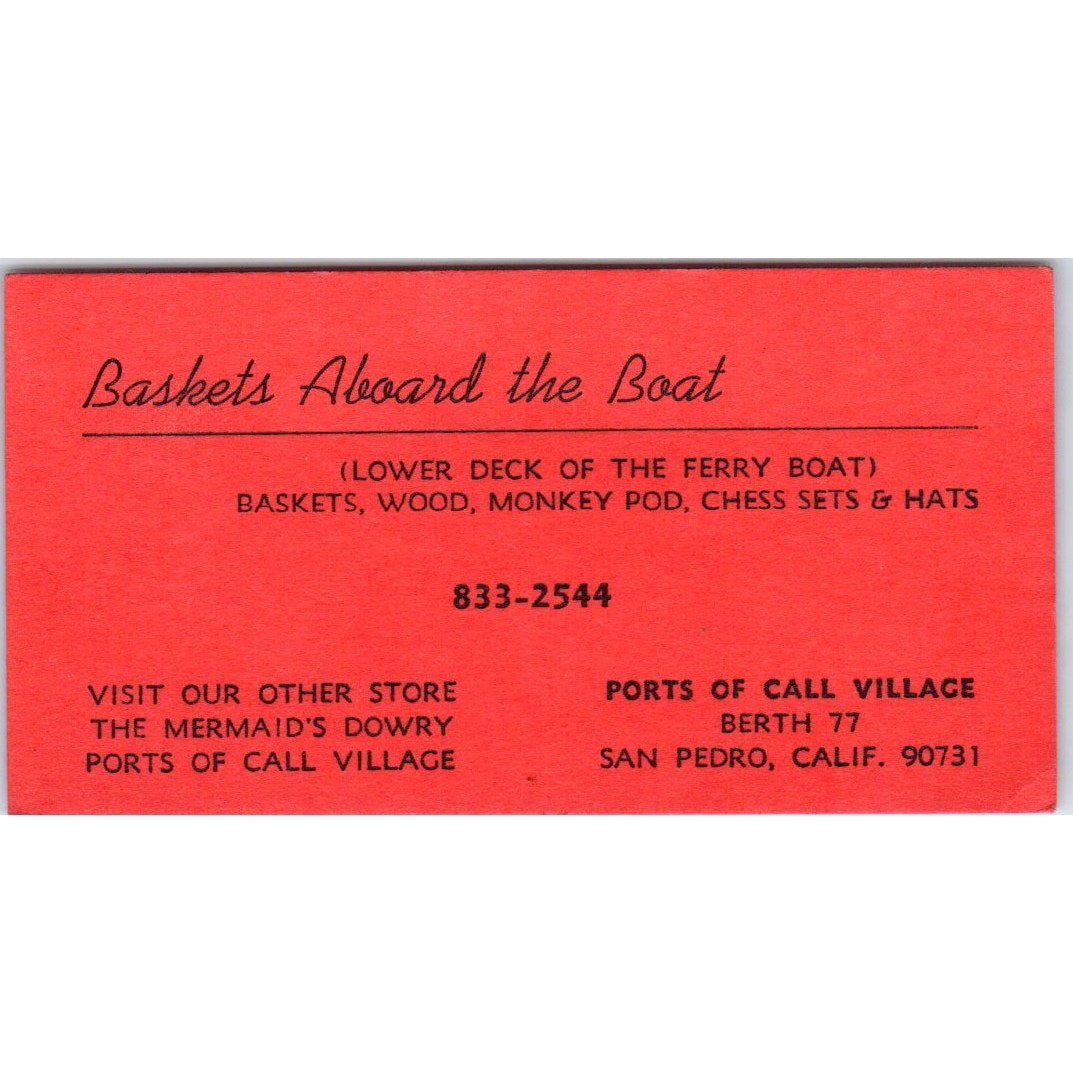 Baskets Aboard the Boat
(LOWER DECK OF THE FERRY BOAT)
BASKETS, WOOD, MONKEY POD, CHESS SETS & HATS
833-2544
VISIT OUR OTHER STORE
THE MERMAID'S DOWRY
PORTS OF CALL VILLAGE
PORTS OF CALL VILLAGE
BERTH 77
SAN PEDRO, CALIF. 90731